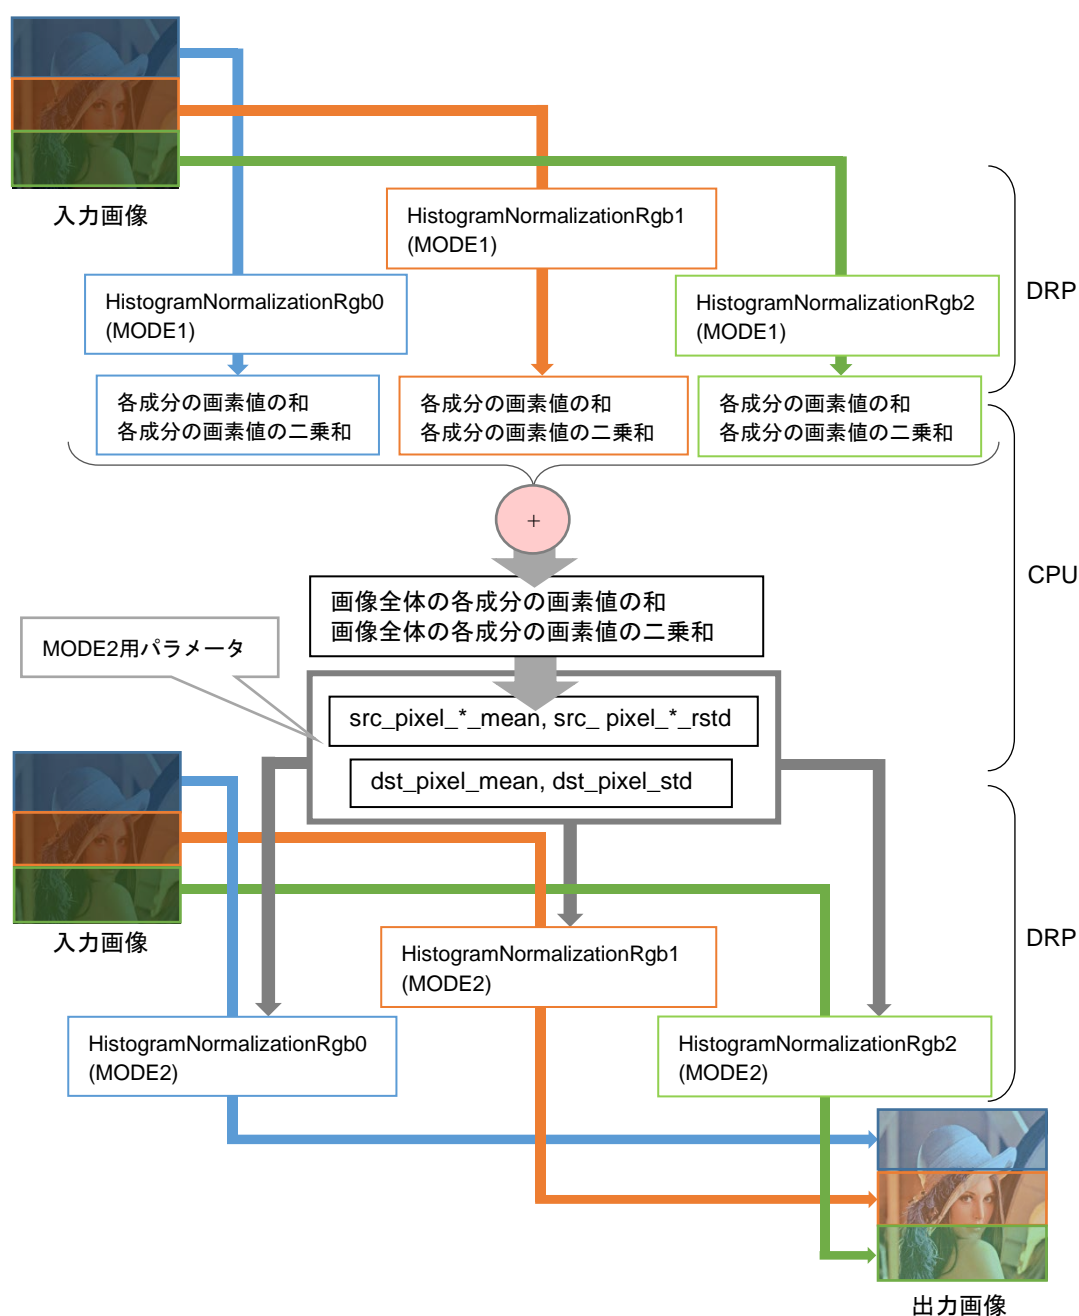 入力画像
HistogramNormalizationRgb1
(MODE1)
HistogramNormalizationRgb0
(MODE1)
HistogramNormalizationRgb2
(MODE1)
DRP
各成分の画素値の和
各成分の画素値の二乗和
各成分の画素値の和
各成分の画素値の二乗和
各成分の画素値の和
各成分の画素値の二乗和
+
CPU
画像全体の各成分の画素値の和
画像全体の各成分の画素値の二乗和
MODE2用パラメータ
src_pixel_*_mean, src_ pixel_*_rstd
dst_pixel_mean, dst_pixel_std
入力画像
HistogramNormalizationRgb1
(MODE2)
DRP
HistogramNormalizationRgb0
(MODE2)
HistogramNormalizationRgb2
(MODE2)
出力画像